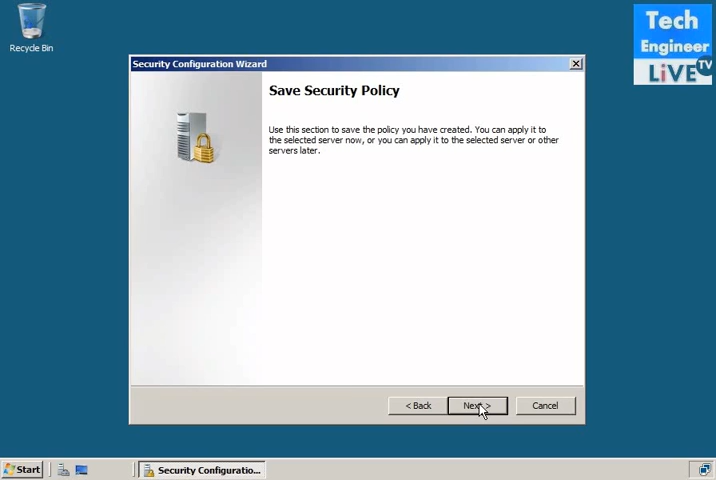 Recycle Bin
Tech
Engineer
LiVE TV
Security Configuration Wizard
Save Security Policy
Use this section to save the policy you have created. You can apply it to
the selected server now, or you can apply it to the selected server or other
servers later.
< Back
Next >
Cancel
Start
Security Configuratio...